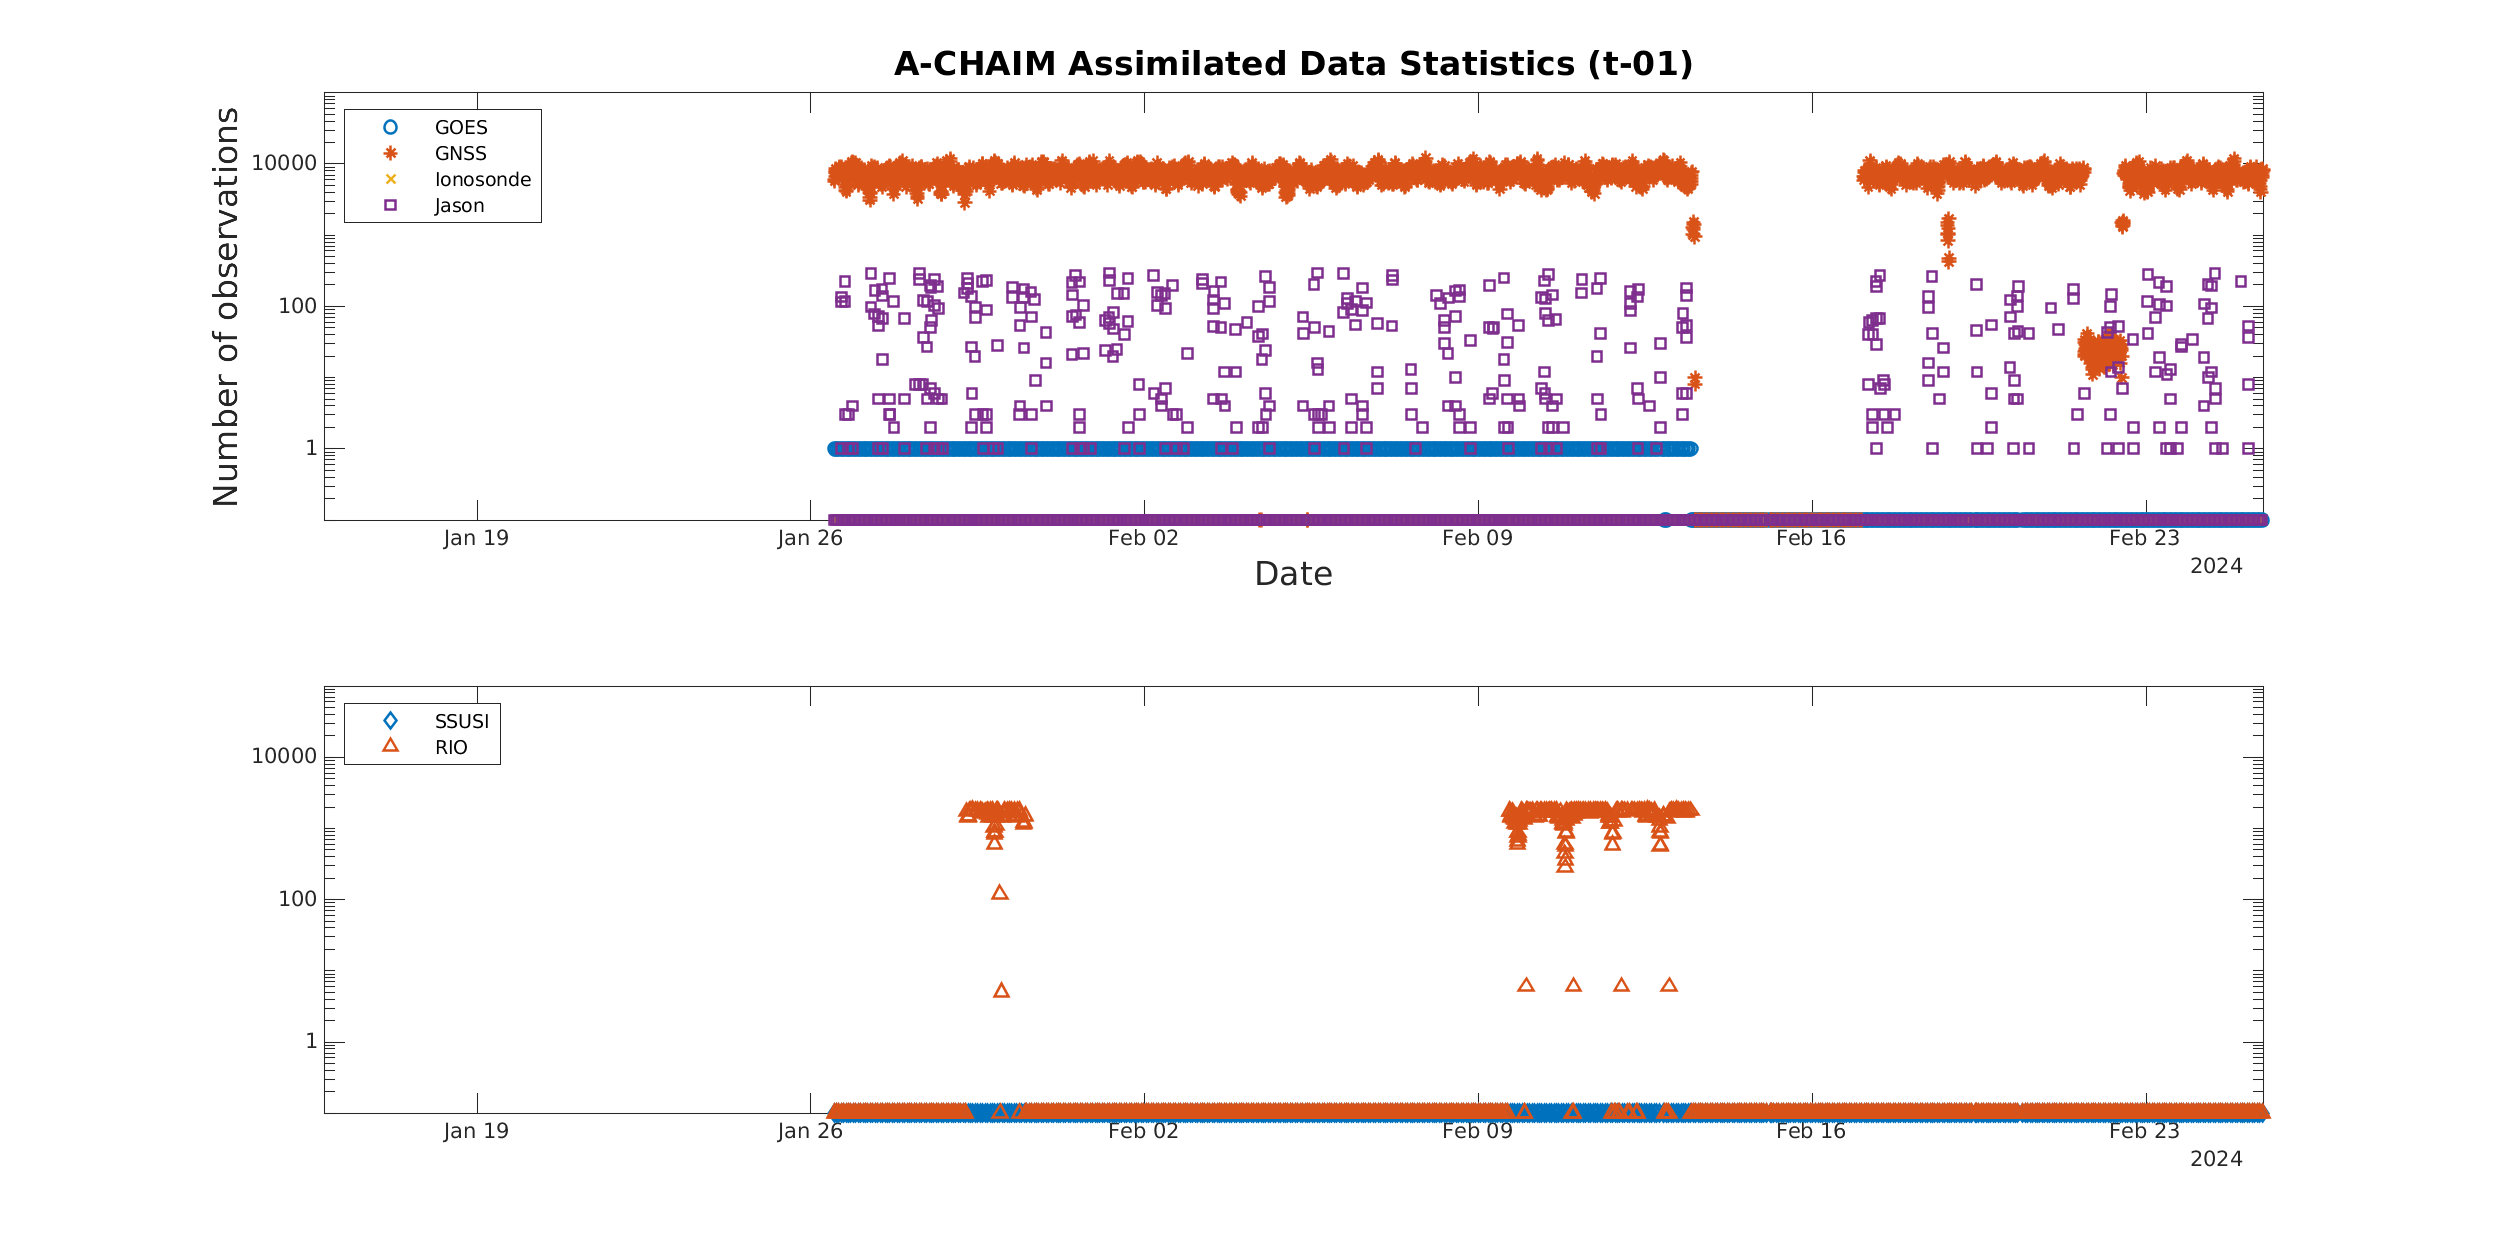 A-CHAIM Assimilated Data Statistics (t-01)
Number of observations
GOES
GNSS
Ionosonde
Jason
10000
100
1
Jan 19 Jan 26 Feb 02 Feb 09 Feb 16 Feb 23
2024
Date
SSUSI
RIO
10000
100
1
Jan 19 Jan 26 Feb 02 Feb 09 Feb 16 Feb 23
2024